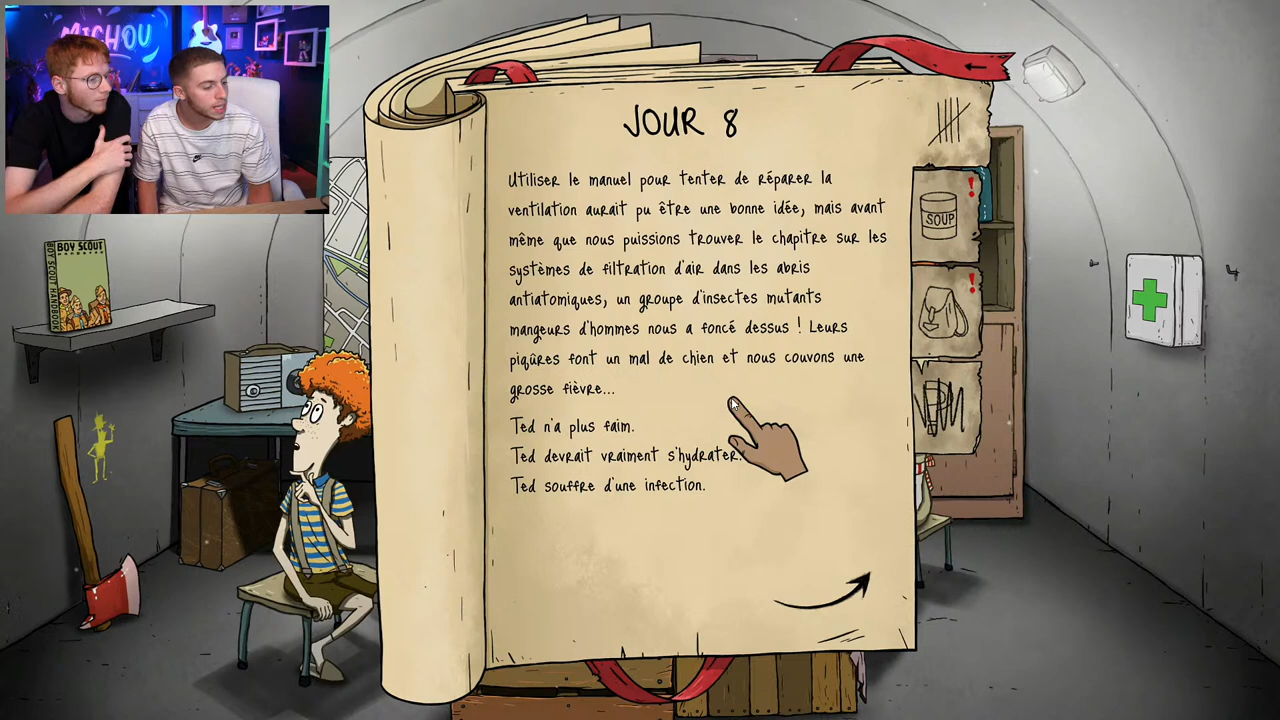 MICHOU
JOUR 8
Utiliser le manuel pour tenter de réparer la
ventilation aurait pu être une bonne idée, mais avant
même que nous puissions trouver le chapitre sur les
systèmes de filtration d'air dans les abris
antiatomiques, un groupe d'insectes mutants
mangeurs d'hommes nous a foncé dessus ! Leurs
piqûres font un mal de chien et nous couvons une
grosse fièvre...
Ted n'a plus faim.
Ted devrait vraiment s'hydrater.
Ted souffre d'une infection.
! SOUP
!
BOY SCOUT
BOY SCOUT HANDBOOK